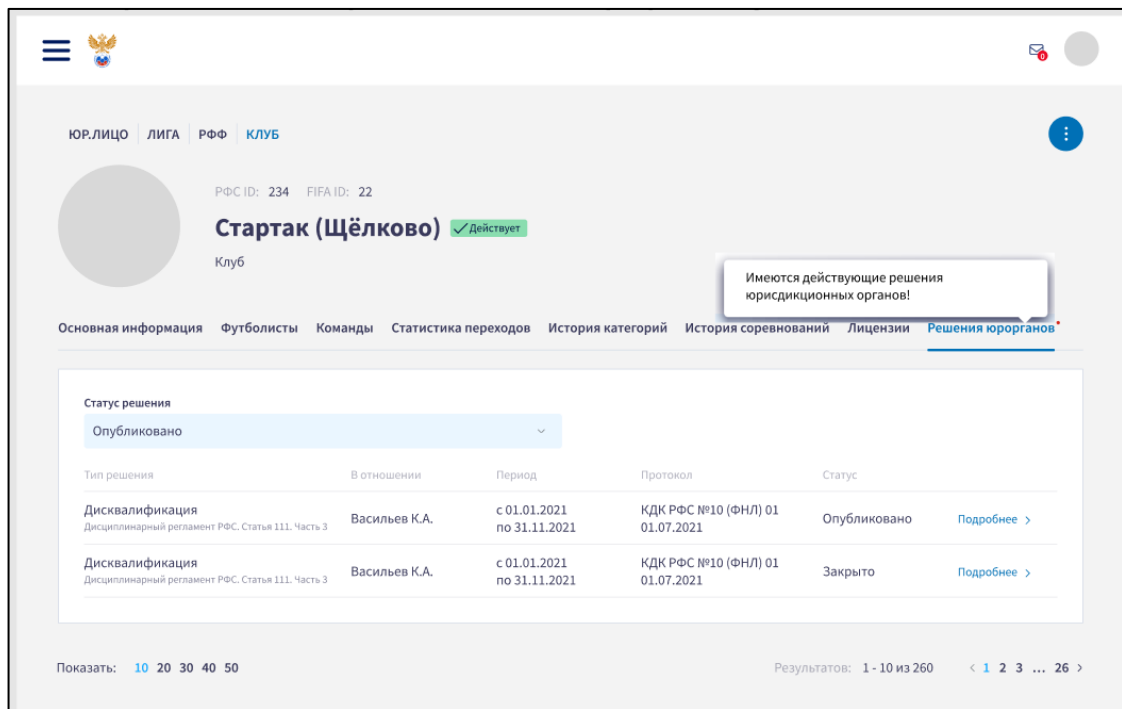 0
ЮР.ЛИЦО ЛИГА РФФ КЛУБ
РФС ID: 234 FIFA ID: 22
Стартак (Щёлково) Действует
Клуб
Имеются действующие решения
юрисдикционных органов!
Основная информация Футболисты Команды Статистика переходов История категорий История соревнований Лицензии Решения юрорганов
Статус решения
Опубликовано
Тип решения В отношении Период Протокол Статус
Дисквалификация
Дисциплинарный регламент РФС. Статья 111. Часть 3
Васильев К.А.
с 01.01.2021
по 31.11.2021
КДК РФС №10 (ФНЛ) 01
01.07.2021
Опубликовано
Подробнее >
Дисквалификация
Дисциплинарный регламент РФС. Статья 111. Часть 3
Васильев К.А.
с 01.01.2021
по 31.11.2021
КДК РФС №10 (ФНЛ) 01
01.07.2021
Закрыто
Подробнее >
Показать: 10 20 30 40 50
Результатов: 1 - 10 из 260 < 1 2 3 ... 26 >